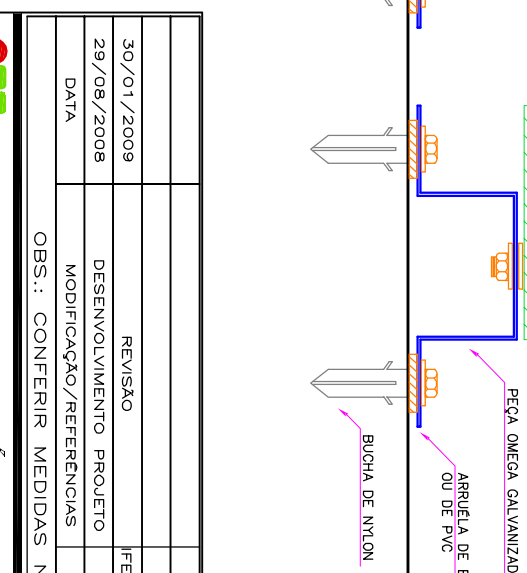 PEÇA OMEGA GALVANIZAD
ARRUÉLA DE
OU DE PVC
BUCHA DE NYLON
30/01/2009 REVISÃO
29/08/2008 DESENVOLVIMENTO PROJETO
DATA MODIFICAÇÃO/REFERÊNCIAS
OBS.: CONFERIR MEDIDAS